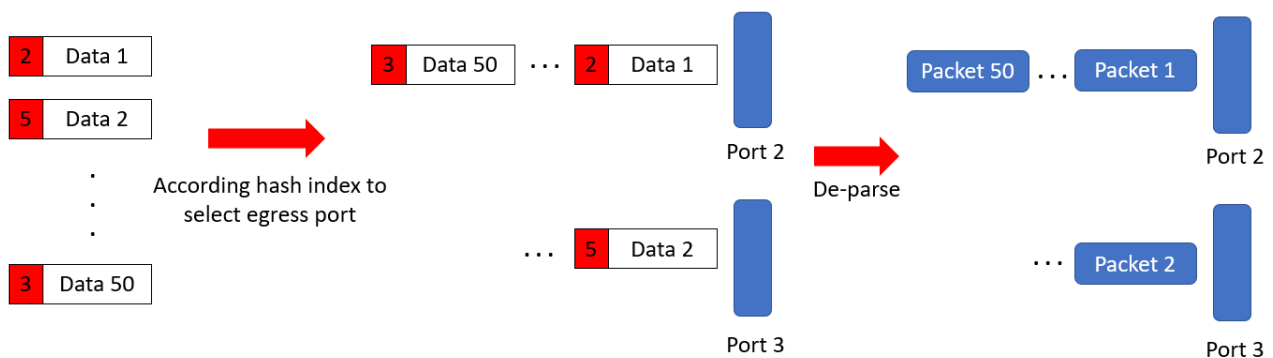 2 Data 1
5 Data 2
.
.
.
3 Data 50
According hash index to
select egress port
3 Data 50 ... 2 Data 1
Port 2
... 5 Data 2
Port 3
De-parse
Packet 50 ... Packet 1
Port 2
... Packet 2
Port 3